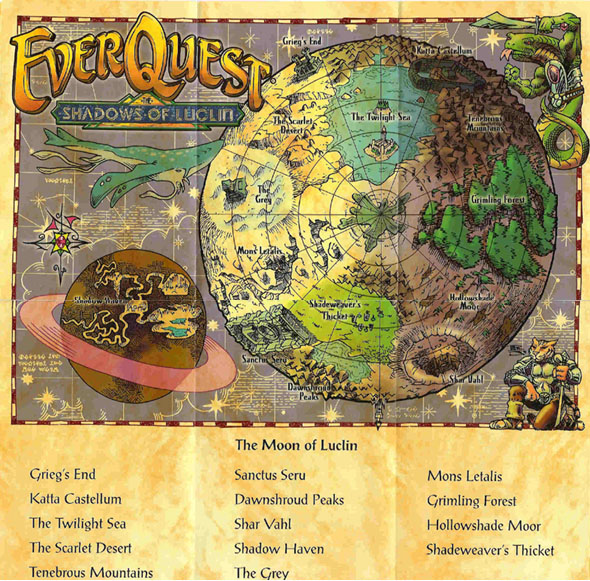 EVERQUEST
SHADOWS OF LUCLIN
Grieg's End
Katta Castellum
The Scarlet
Desert
The Twilight Sea
Tenebrous
Mountains
The
Grey
Grimling Forest
Mons Letalis
Shadow Haven
Hollowshade
Moor
Shadeweaver's
Thicket
Sanctus Seru
Shar Vahl
Dawnshroud
Peaks
The Moon of Luclin
Grieg's End
Katta Castellum
The Twilight Sea
The Scarlet Desert
Tenebrous Mountains
Sanctus Seru
Dawnshroud Peaks
Shar Vahl
Shadow Haven
The Grey
Mons Letalis
Grimling Forest
Hollowshade Moor
Shadeweaver's Thicket